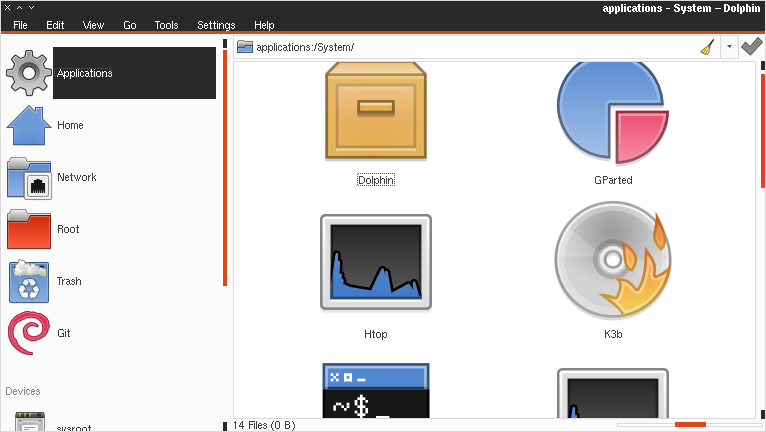 applications - System – Dolphin
File Edit View Go Tools Settings Help
applications:/System/
Applications
Home
Network
Root
Trash
Git
Devices
sysroot
Dolphin
GParted
Htop
K3b
~$_
14 Files (0 B)